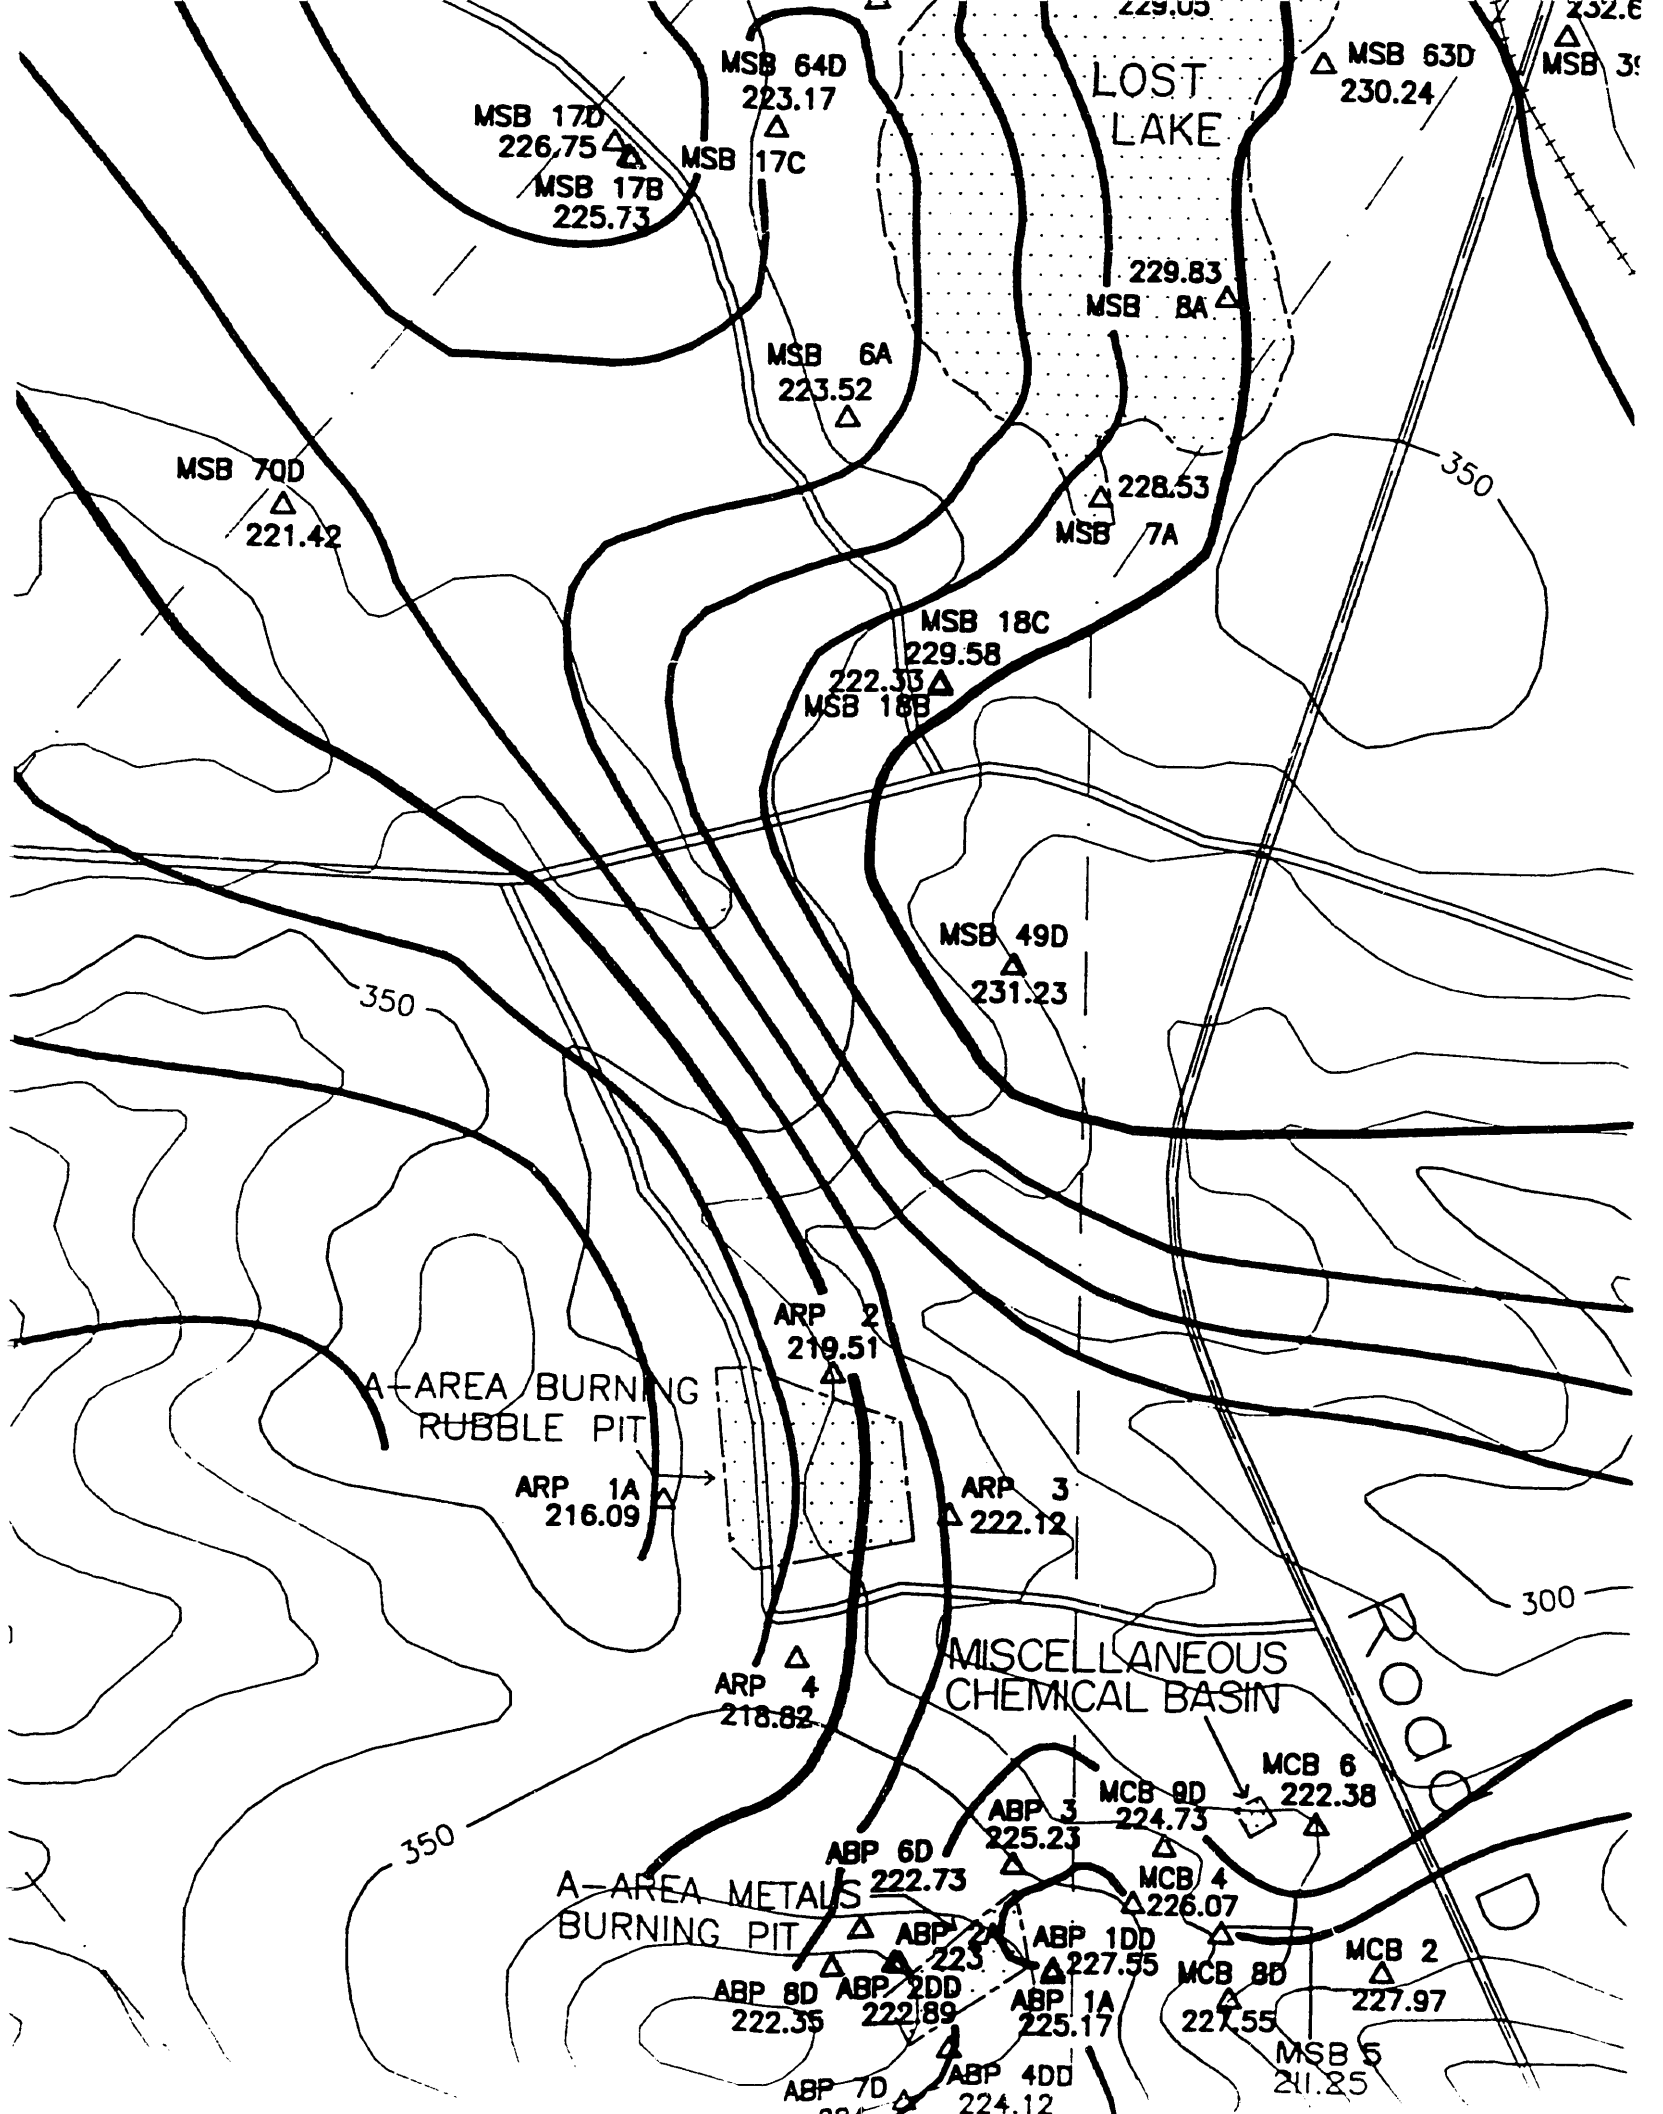 229.05
MSB 64D
223.17
LOST
LAKE
MSB 63D
230.24
MSB 17D
226.75
MSB 17C
MSB 17B
225.73
229.83
MSB 8A
MSB 6A
223.52
350
MSB 70D
221.42
228.53
MSB 7A
MSB 18C
229.58
222.33
MSB 18B
MSB 49D
231.23
350
ARP 2
219.51
A-AREA BURNING
RUBBLE PIT
ARP 1A
216.09
ARP 3
222.12
300
Road D
MISCELLANEOUS
CHEMICAL BASIN
ARP 4
218.82
MCB 6
222.38
MCB 9D
224.73
ABP 3
225.23
350
ABP 6D
222.73
MCB 4
226.07
A-AREA METALS
BURNING PIT
ABP 2A
223
ABP 1DD
227.55
MCB 2
227.97
MCB 8D
227.55
ABP 8D
222.35
ABP 2DD
222.89
ABP 1A
225.17
MSB 5
211.25
ABP 4DD
224.12
ABP 7D